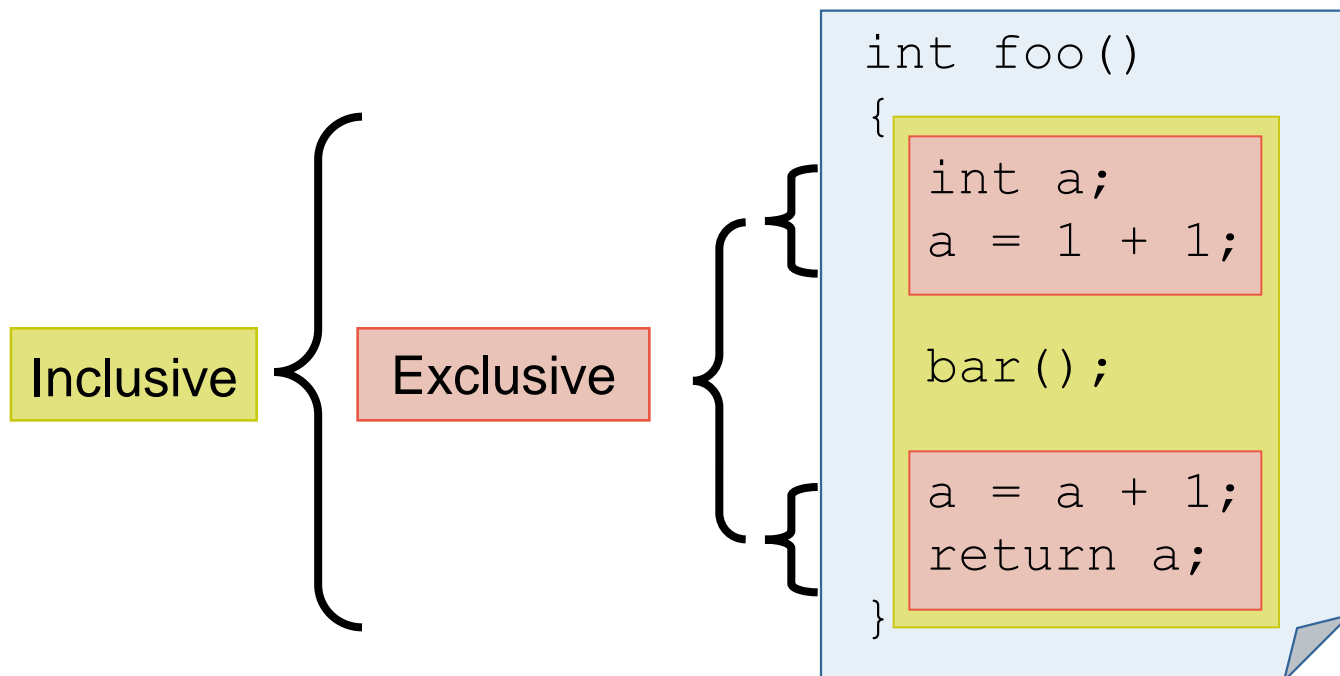 Inclusive
Exclusive
int foo()
{
int a;
a = 1 + 1;
bar();
a = a + 1;
return a;
}